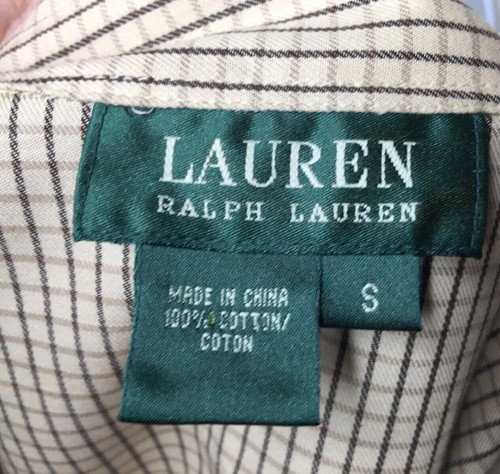 LAUREN
RALPH LAUREN
S
MADE IN CHINA
100% COTTON/
COTON